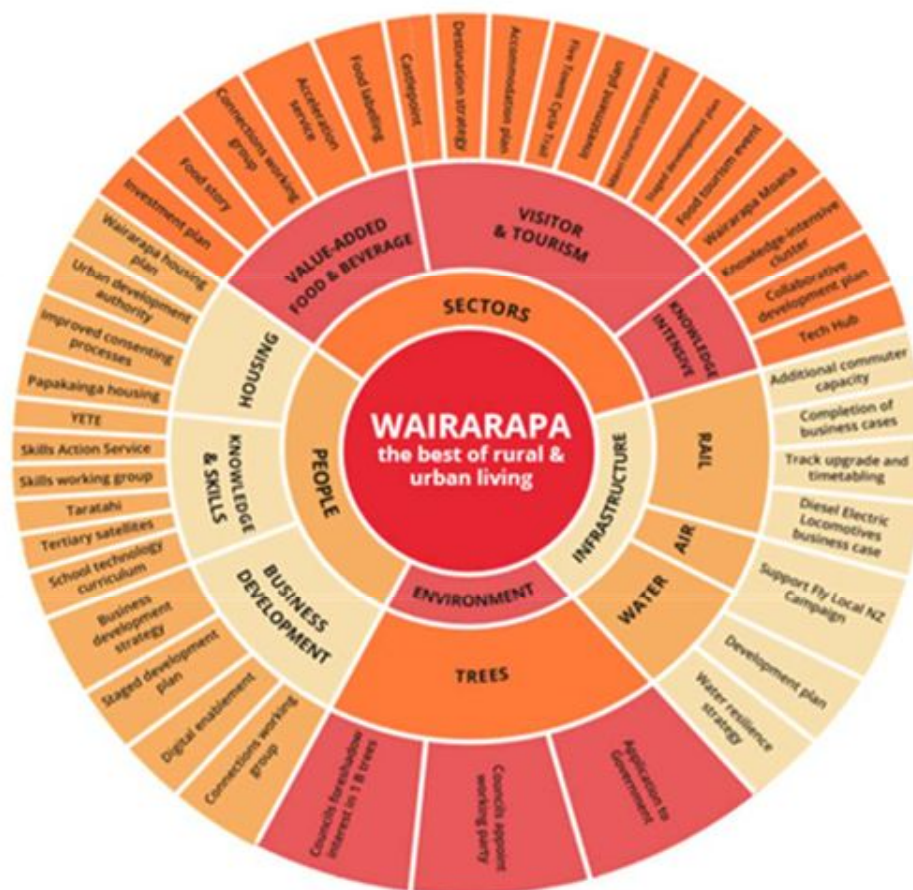 WAIRARAPA
the best of rural &
urban living
SECTORS
INFRASTRUCTURE
ENVIRONMENT
PEOPLE
VALUE-ADDED
FOOD & BEVERAGE
VISITOR
& TOURISM
KNOWLEDGE
INTENSIVE
RAIL
AIR
WATER
TREES
BUSINESS
DEVELOPMENT
KNOWLEDGE
& SKILLS
HOUSING
Investment plan
Food story
Connections working
group
Acceleration
service
Food labelling
Castlepoint
Destination strategy
Accommodation plan
Five Towns Cycle Trail
Investment plan
Food tourism event
Wairarapa Moana
Knowledge-intensive
cluster
Collaborative
development plan
Tech Hub
Additional commuter
capacity
Completion of
business cases
Track upgrade and
timetabling
Diesel Electric
Locomotives
business case
Support Fly Local NZ
Campaign
Development plan
Water resilience
strategy
Application to
Government
Councils appoint
working party
Councils foreshadow
interest in 1 B trees
Connections working
group
Digital enablement
Staged development
plan
Business
development
strategy
School technology
curriculum
Tertiary satellites
Taratahi
Skills working group
Skills Action Service
YETE
Papakainga housing
Improved consenting
processes
Urban development
authority
Wairarapa housing
plan